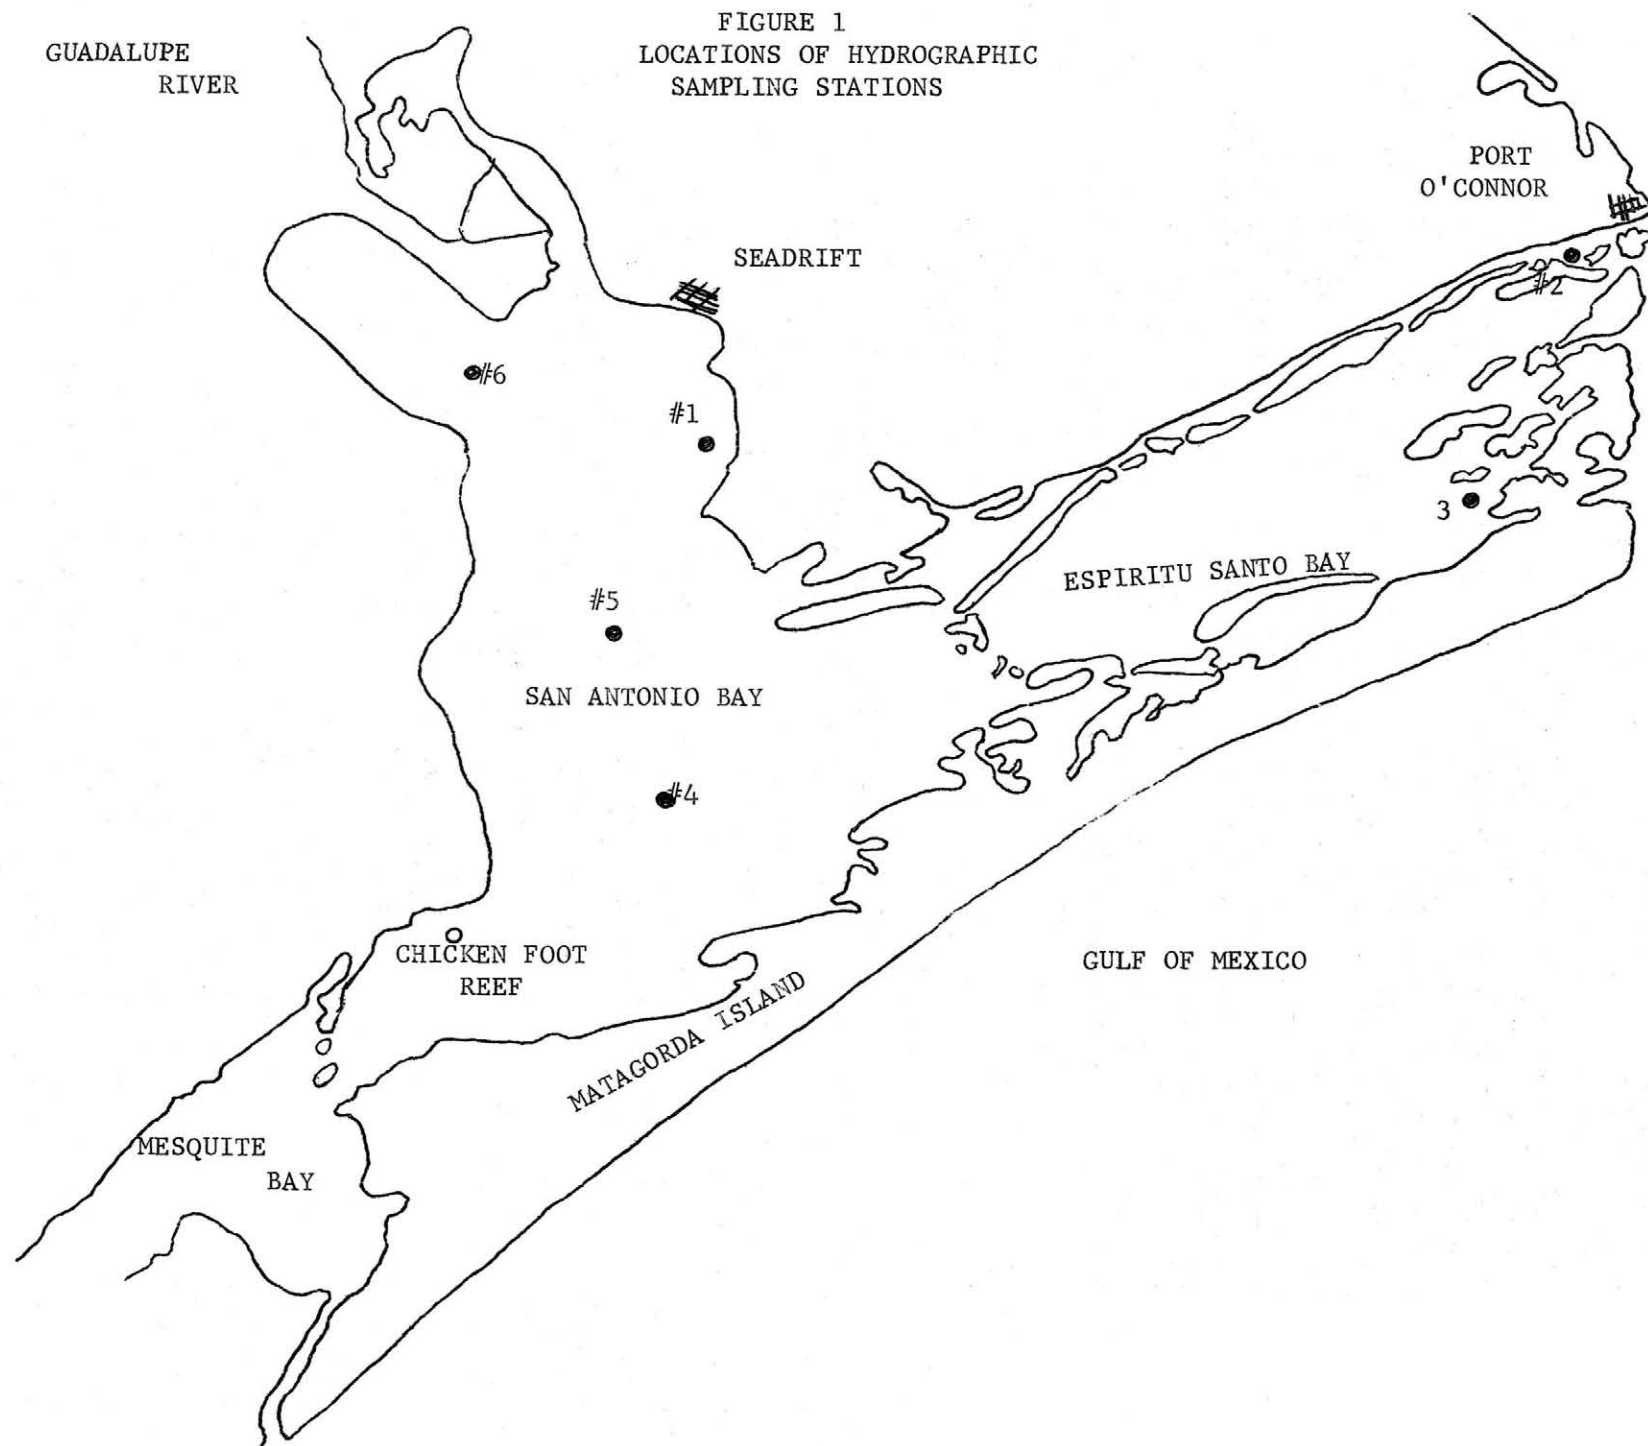 FIGURE 1
LOCATIONS OF HYDROGRAPHIC
SAMPLING STATIONS
GUADALUPE
RIVER
PORT
O'CONNOR
SEADRIFT
#2
#6
#1
3
ESPIRITU SANTO BAY
#5
SAN ANTONIO BAY
#4
CHICKEN FOOT
REEF
GULF OF MEXICO
MATAGORDA ISLAND
MESQUITE
BAY